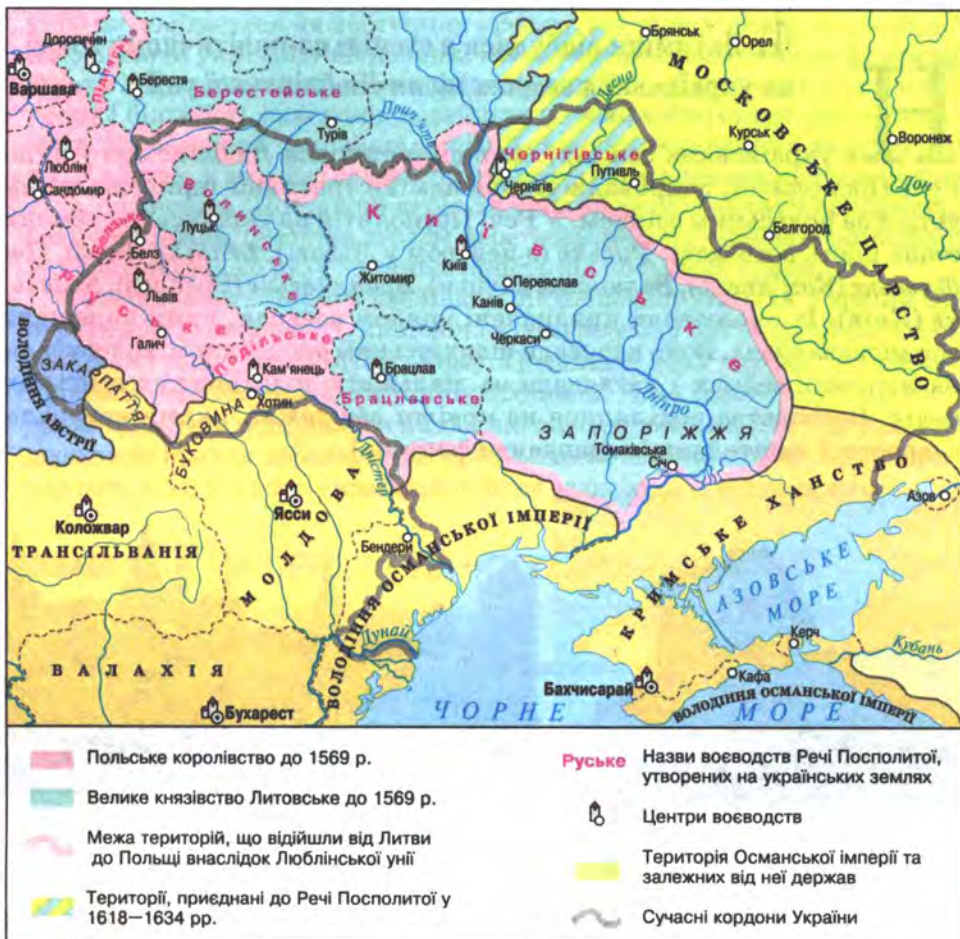 Брянськ
Орел
Дорогичин
Підляське
Варшава
Берестя
Берестейське
Десна
МОСКОВСЬКЕ ЦАРСТВО
Турів
Прип'ять
Курськ
Воронеж
Люблін
Чернігівське
Сандомир
Чернігів
Путивль
Дон
Волинське
Київське
Белзьке
Луцьк
Белгород
Белз
Житомир
Київ
Львів
Переяслав
Руське
Канів
Галич
Черкаси
Подільське
ВОЛОДІННЯ АВСТРІЇ
ЗАКАРПАТТЯ
Кам'янець
Брацлав
Хотин
Брацлавське
Дніпро
БУКОВИНА
ЗАПОРІЖЖЯ
Томаківська
Січ
Дністер
Коложвар
Ясси
Азов
ТРАНСІЛЬВАНІЯ
МОЛДОВА
Бендери
ВОЛОДІННЯ ОСМАНСЬКОЇ ІМПЕРІЇ
КРИМСЬКЕ ХАНСТВО
АЗОВСЬКЕ
МОРЕ
Дунай
Керч
Кубань
ВАЛАХІЯ
Кафа
Бахчисарай
ВОЛОДІННЯ ОСМАНСЬКОЇ ІМПЕРІЇ
Бухарест
ЧОРНЕ МОРЕ
Польське королівство до 1569 р.
Велике князівство Литовське до 1569 р.
Межа територій, що відійшли від Литви
до Польщі внаслідок Люблінської унії
Території, приєднані до Речі Посполитої у
1618—1634 рр.
Руське
Назви воєводств Речі Посполитої,
утворених на українських землях
Центри воєводств
Територія Османської імперії та
залежних від неї держав
Сучасні кордони України